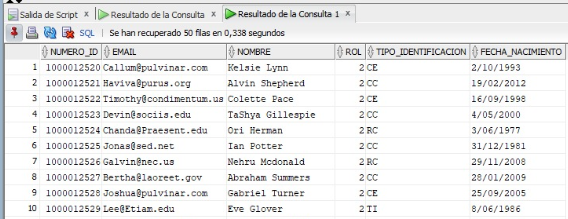 Salida de Script × Resultado de la Consulta × Resultado de la Consulta 1 ×
SQL | Se han recuperado 50 filas en 0,338 segundos
NUMERO_ID EMAIL NOMBRE ROL TIPO_IDENTIFICACION FECHA_NACIMIENTO
1 1000012520 Callum@pulvinar.com Kelsie Lynn 2 CE 2/10/1993
2 1000012521 Haviva@purus.org Alvin Shepherd 2 CC 19/02/2012
3 1000012522 Timothy@condimentum.us Colette Pace 2 CE 16/09/1998
4 1000012523 Devin@sociis.edu TaShya Gillespie 2 CC 4/05/2000
5 1000012524 Chanda@Praesent.edu Ori Herman 2 RC 3/06/1977
6 1000012525 Jonas@sed.net Ian Potter 2 CC 31/12/1981
7 1000012526 Galvin@nec.us Nehru Mcdonald 2 RC 29/11/2008
8 1000012527 Bertha@laoreet.gov Abraham Summers 2 CC 28/01/2009
9 1000012528 Joshua@pulvinar.com Gabriel Turner 2 CE 25/09/2005
10 1000012529 Lee@Etiam.edu Eve Glover 2 TI 8/06/1986